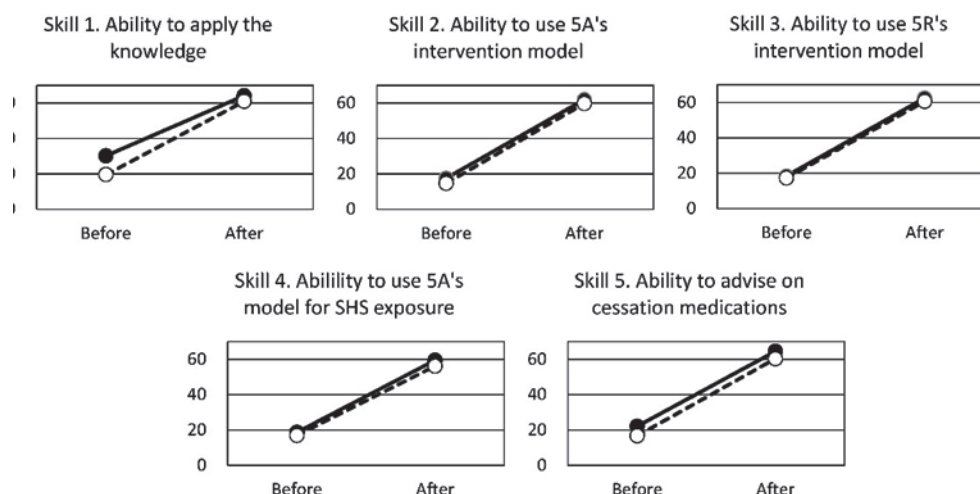 Skill 1. Ability to apply the
knowledge
Skill 2. Ability to use 5A's
intervention model
Skill 3. Ability to use 5R's
intervention model
60
40
20
0
60
40
20
0
Before
After
Before
After
Before
After
Skill 4. Abilility to use 5A's
model for SHS exposure
Skill 5. Ability to advise on
cessation medications
60
40
20
0
60
40
20
0
Before
After
Before
After